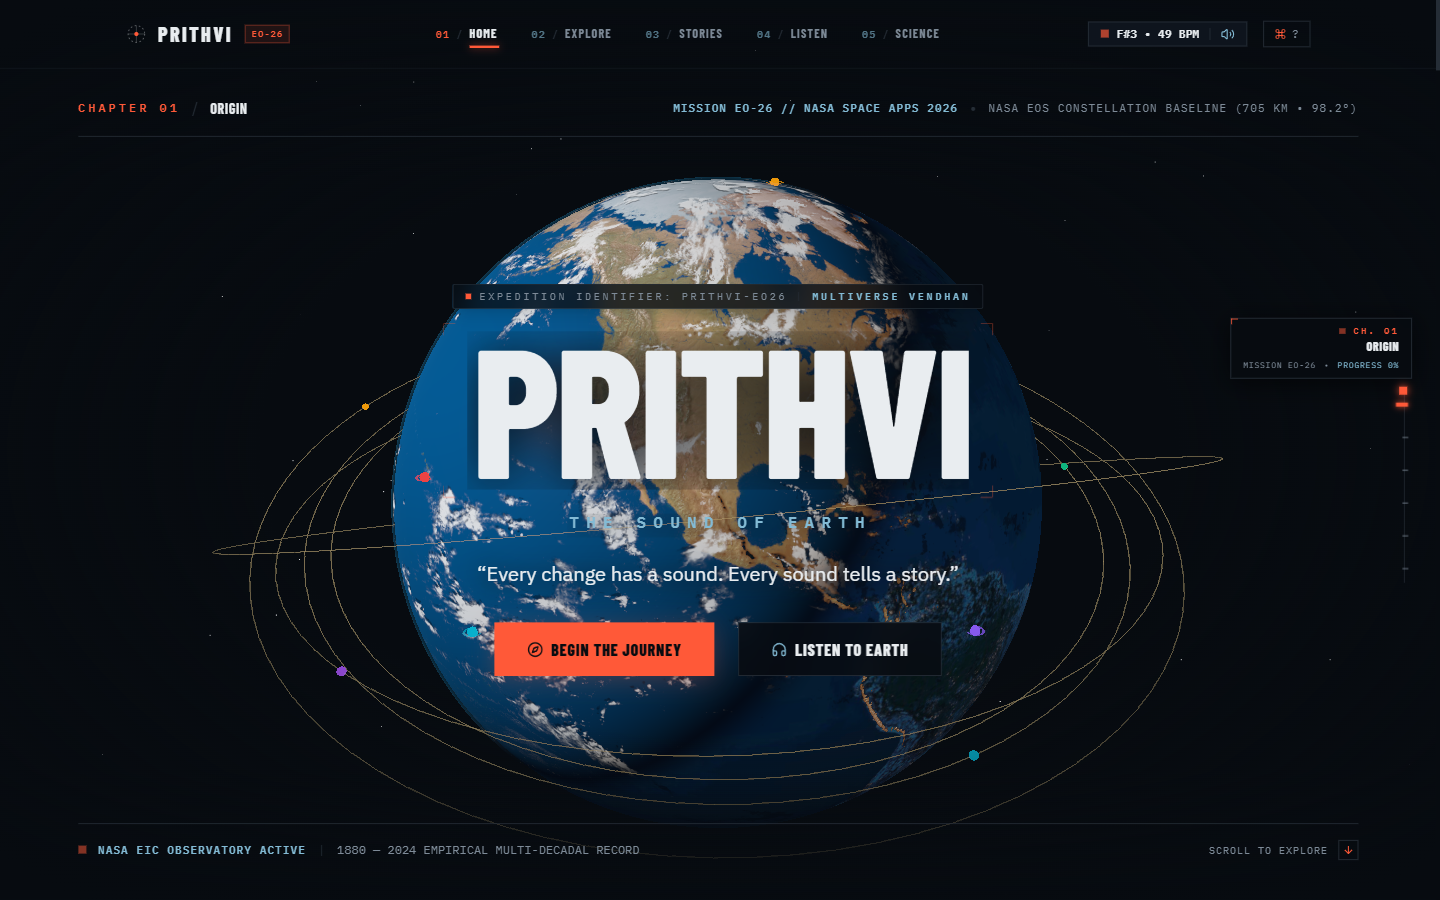 PRITHVI EO-26
01 / HOME 02 / EXPLORE 03 / STORIES 04 / LISTEN 05 / SCIENCE
F#3 • 49 BPM
⌘ ?
CHAPTER 01 / ORIGIN
MISSION EO-26 // NASA SPACE APPS 2026 • NASA EOS CONSTELLATION BASELINE (705 KM • 98.2°)
EXPEDITION IDENTIFIER: PRITHVI-EO26 MULTIVERSE VENDHAN
CH. 01
ORIGIN
MISSION EO-26 • PROGRESS 0%
PRITHVI
THE SOUND OF EARTH
“Every change has a sound. Every sound tells a story.”
BEGIN THE JOURNEY
LISTEN TO EARTH
NASA EIC OBSERVATORY ACTIVE | 1880 — 2024 EMPIRICAL MULTI-DECADAL RECORD
SCROLL TO EXPLORE